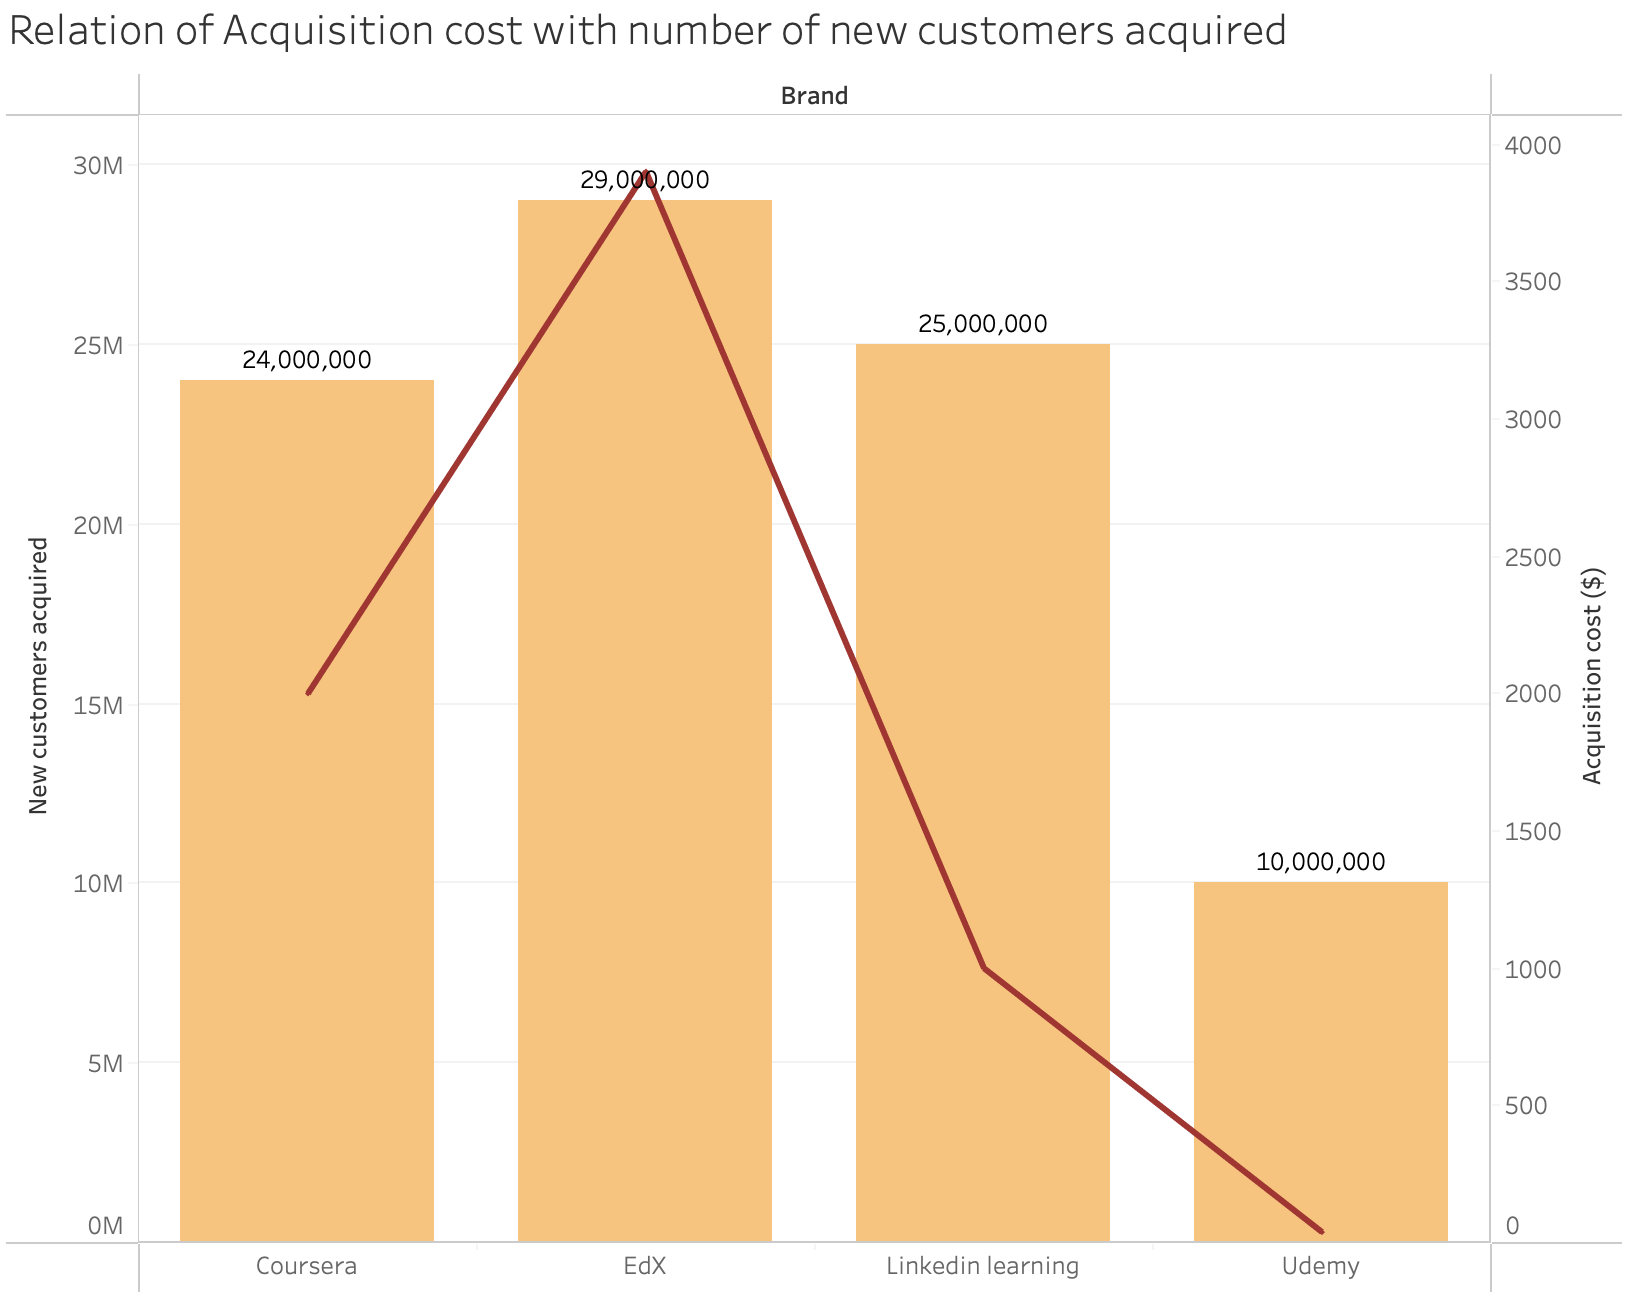 Relation of Acquisition cost with number of new customers acquired
Brand
New customers acquired
30M
25M
20M
15M
10M
5M
0M
24,000,000
29,000,000
25,000,000
10,000,000
4000
3500
3000
2500
2000
1500
1000
500
0
Acquisition cost ($)
Coursera
EdX
Linkedin learning
Udemy